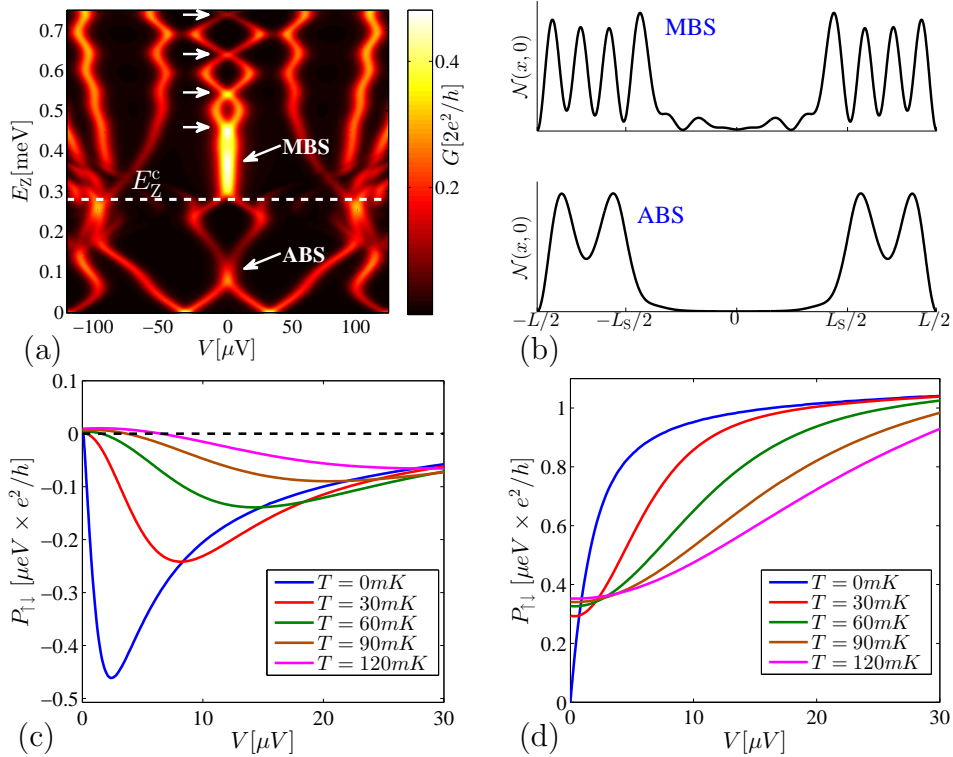 0.7
0.6
0.5
0.4
0.3
0.2
0.1
0
E_Z[meV]
MBS
E_Z^c
ABS
−100
−50
0
50
100
V[μV]
0.4
0.2
G[2e²/h]
(a)
MBS
𝒩(x, 0)
ABS
𝒩(x, 0)
−L/2
−L_S/2
0
L_S/2
L/2
(b)
0.1
0
−0.1
−0.2
−0.3
−0.4
−0.5
P_↑↓ [μeV × e²/h]
T = 0mK
T = 30mK
T = 60mK
T = 90mK
T = 120mK
0
10
20
30
V[μV]
(c)
1
0.8
0.6
0.4
0.2
0
P_↑↓ [μeV × e²/h]
T = 0mK
T = 30mK
T = 60mK
T = 90mK
T = 120mK
0
10
20
30
V[μV]
(d)